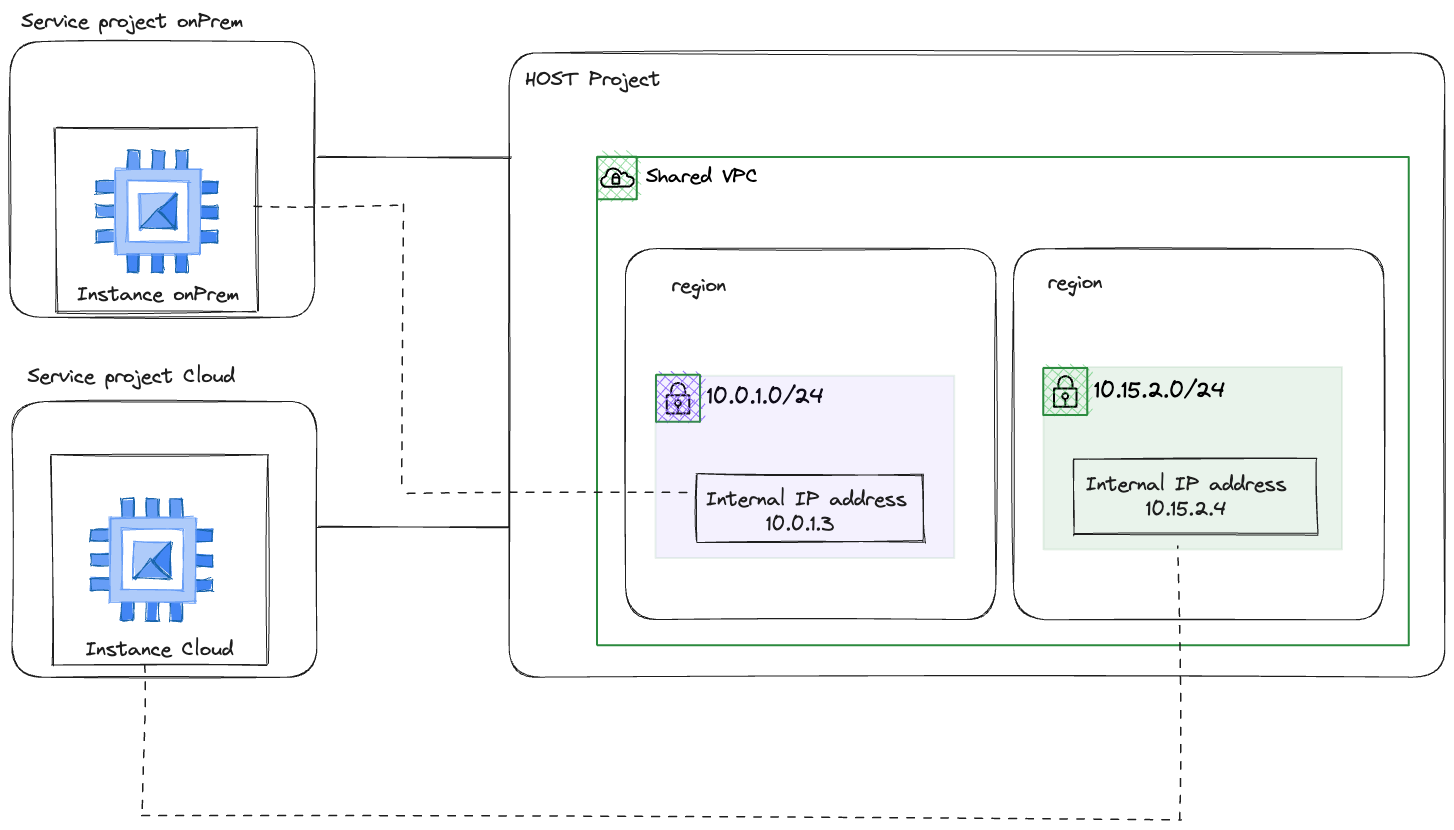 Service project onPrem
Instance onPrem
Service project Cloud
Instance Cloud
HOST Project
Shared VPC
region
10.0.1.0/24
Internal IP address
10.0.1.3
region
10.15.2.0/24
Internal IP address
10.15.2.4